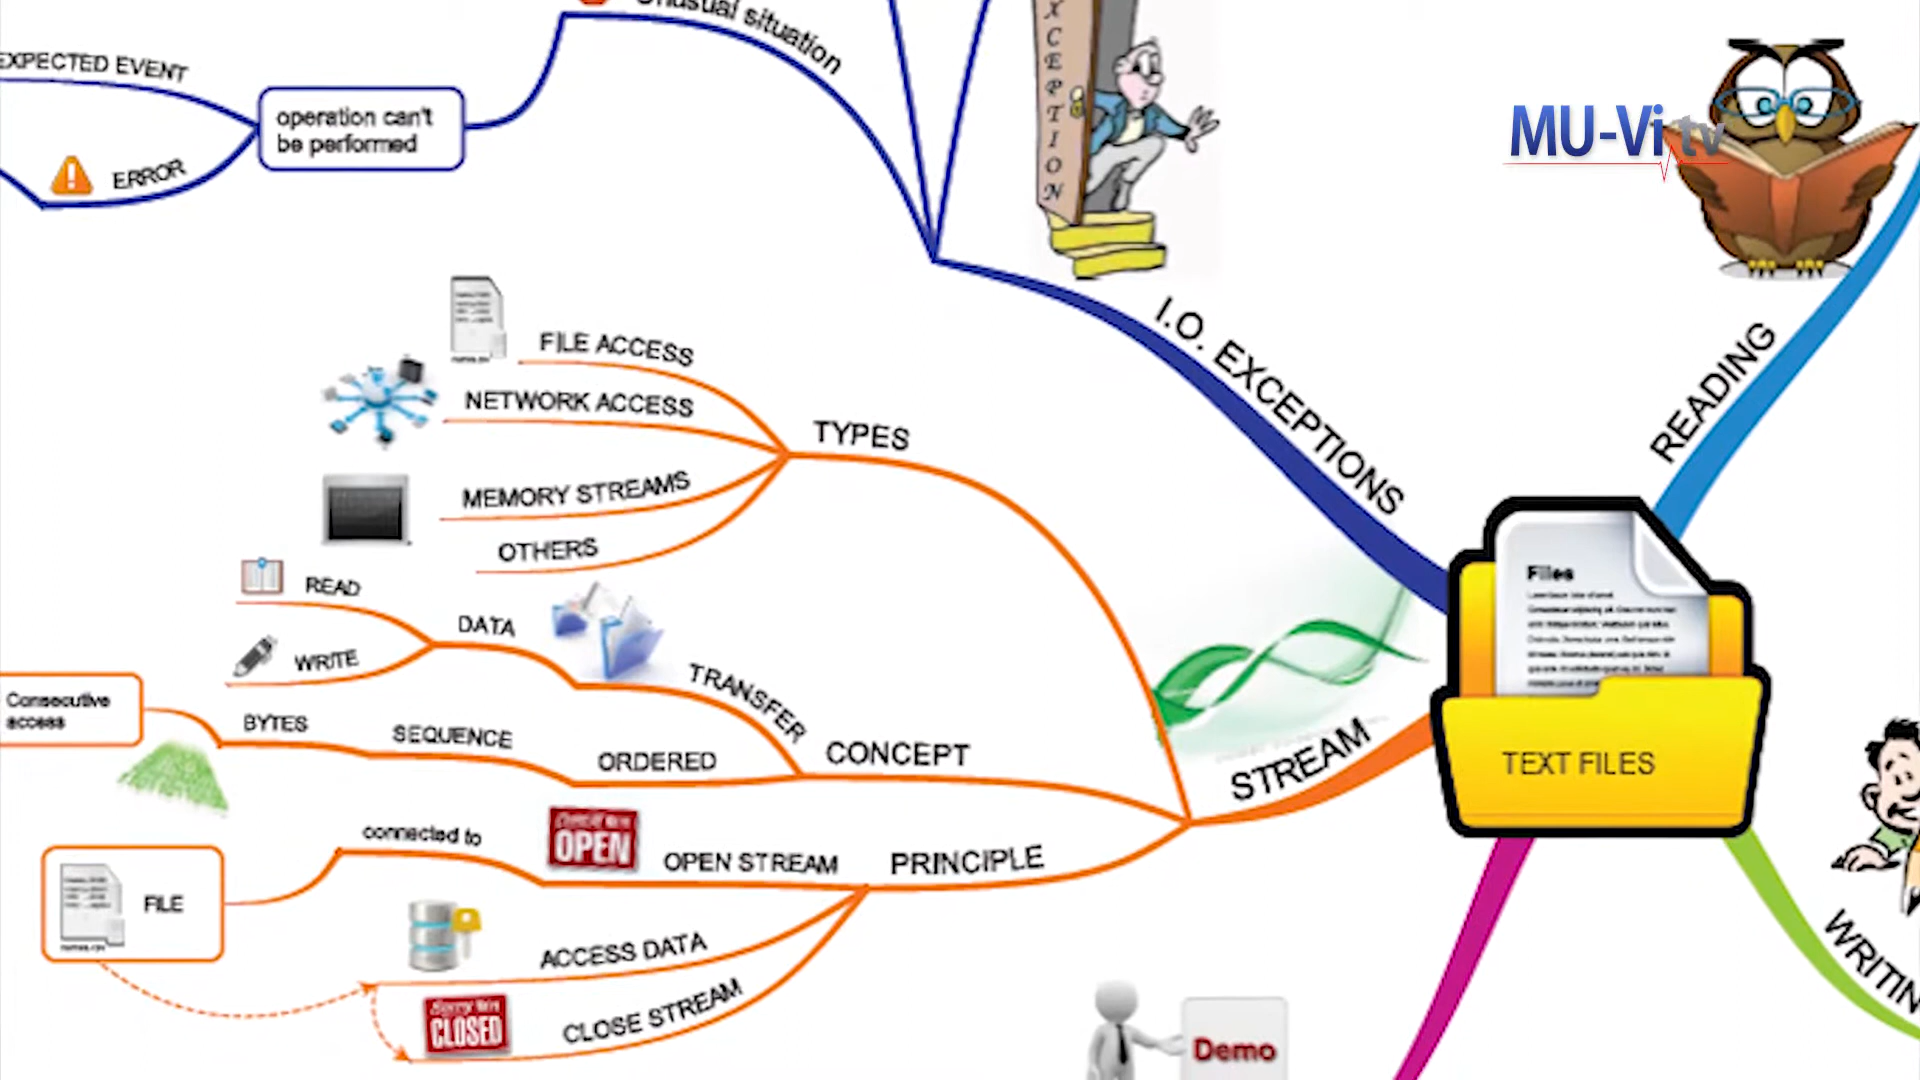 Unusual situation
EXPECTED EVENT
operation can't
be performed
ERROR
EXCEPTION
MU-Vi tv
I.O. EXCEPTIONS
READING
FILE ACCESS
NETWORK ACCESS
TYPES
MEMORY STREAMS
OTHERS
READ
DATA
WRITE
TRANSFER
Files
Consecutive
access
BYTES
SEQUENCE
ORDERED
CONCEPT
STREAM
TEXT FILES
connected to
OPEN
OPEN STREAM
PRINCIPLE
FILE
ACCESS DATA
CLOSED
CLOSE STREAM
WRITIN
Demo